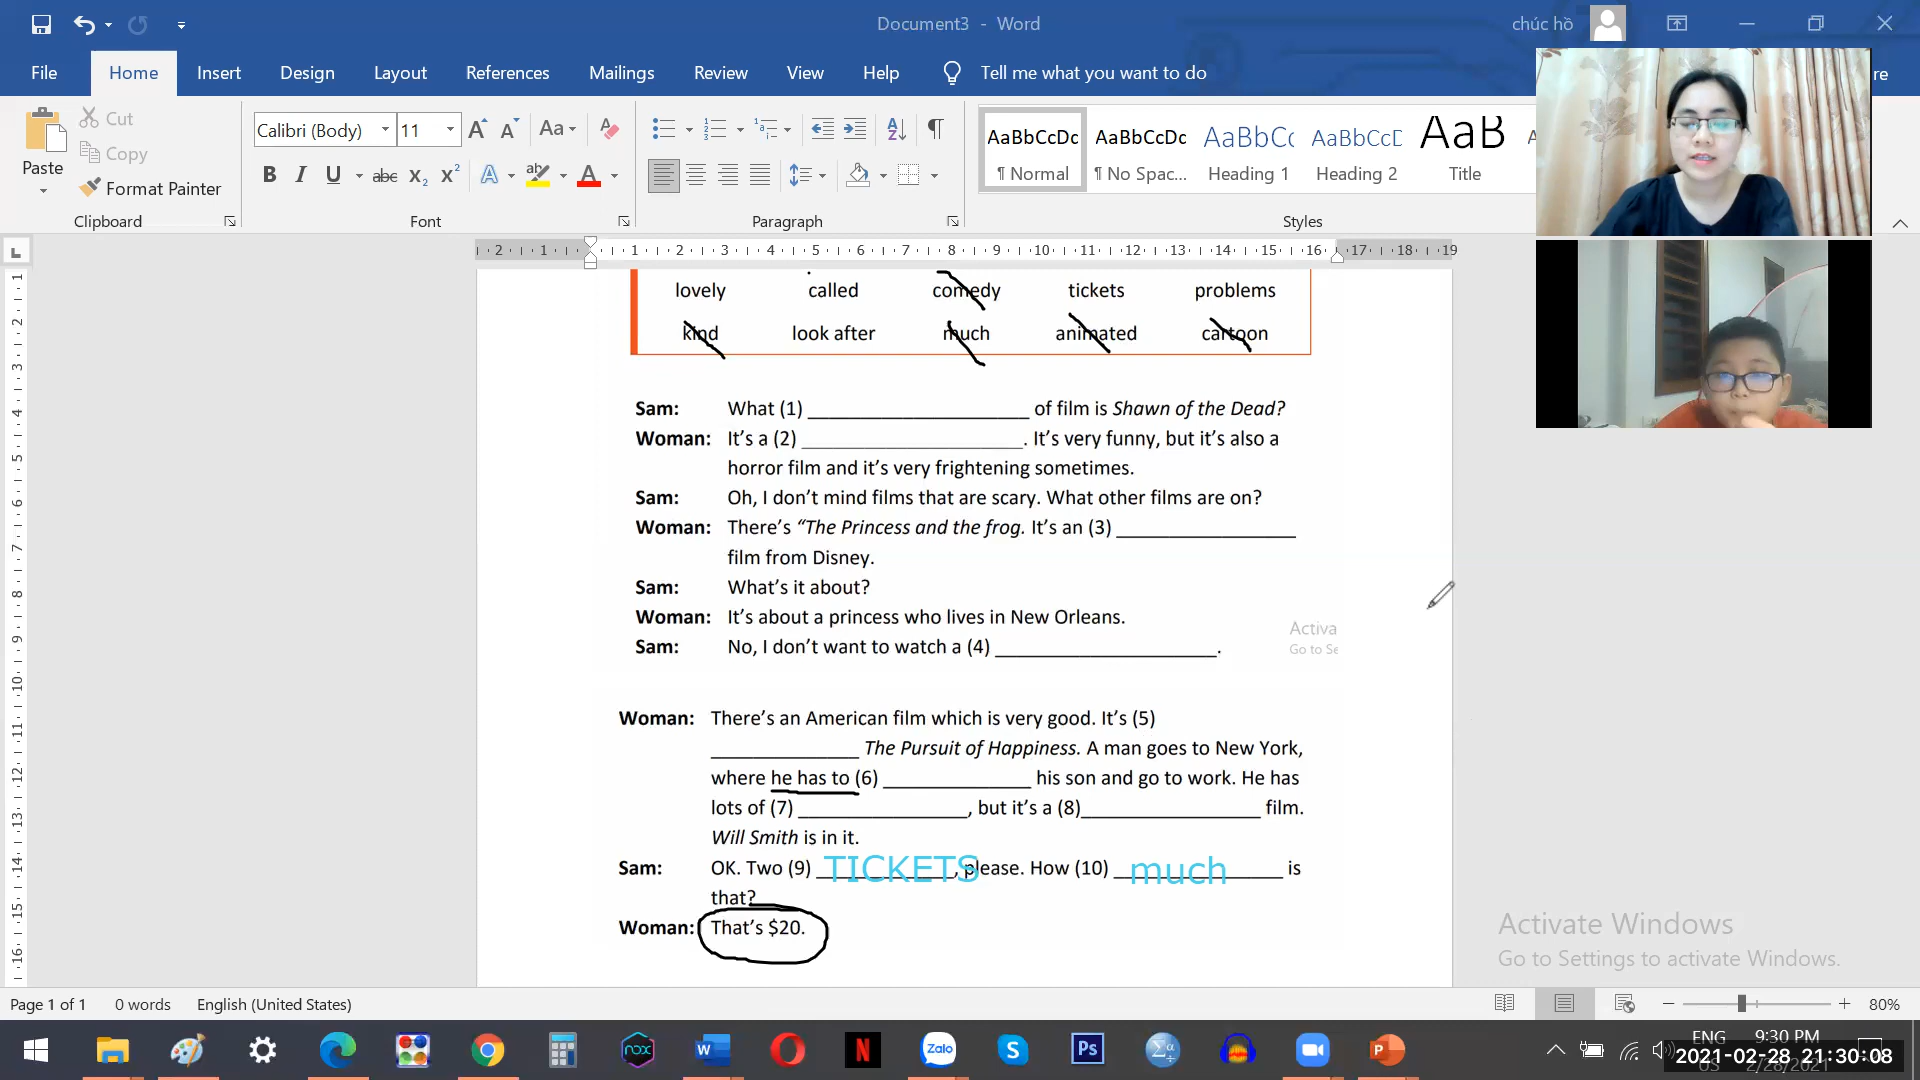 Document3 - Word
chúc hồ
File Home Insert Design Layout References Mailings Review View Help Tell me what you want to do
re
Paste
Cut
Copy
Format Painter
Calibri (Body) 11
AaBbCcDc AaBbCcDc AaBbCc AaBbCcD AaB
¶ Normal ¶ No Spac... Heading 1 Heading 2 Title
Clipboard Font Paragraph Styles
lovely called comedy tickets problems
kind look after much animated cartoon
Sam: What (1) ____________________ of film is Shawn of the Dead?
Woman: It's a (2) ____________________. It's very funny, but it's also a
horror film and it's very frightening sometimes.
Sam: Oh, I don't mind films that are scary. What other films are on?
Woman: There's "The Princess and the frog. It's an (3) ________________
film from Disney.
Sam: What's it about?
Woman: It's about a princess who lives in New Orleans.
Sam: No, I don't want to watch a (4) ____________________.
Activa
Go to Se
Woman: There's an American film which is very good. It's (5)
_____________ The Pursuit of Happiness. A man goes to New York,
where he has to (6) _____________ his son and go to work. He has
lots of (7) _______________, but it's a (8)________________ film.
Will Smith is in it.
Sam: OK. Two (9) TICKETS, please. How (10) much is
that?
Woman: That's $20.
Activate Windows
Go to Settings to activate Windows.
Page 1 of 1 0 words English (United States) 80%
ENG 9:30 PM
US 2/28/2021
2021-02-28 21:30:08